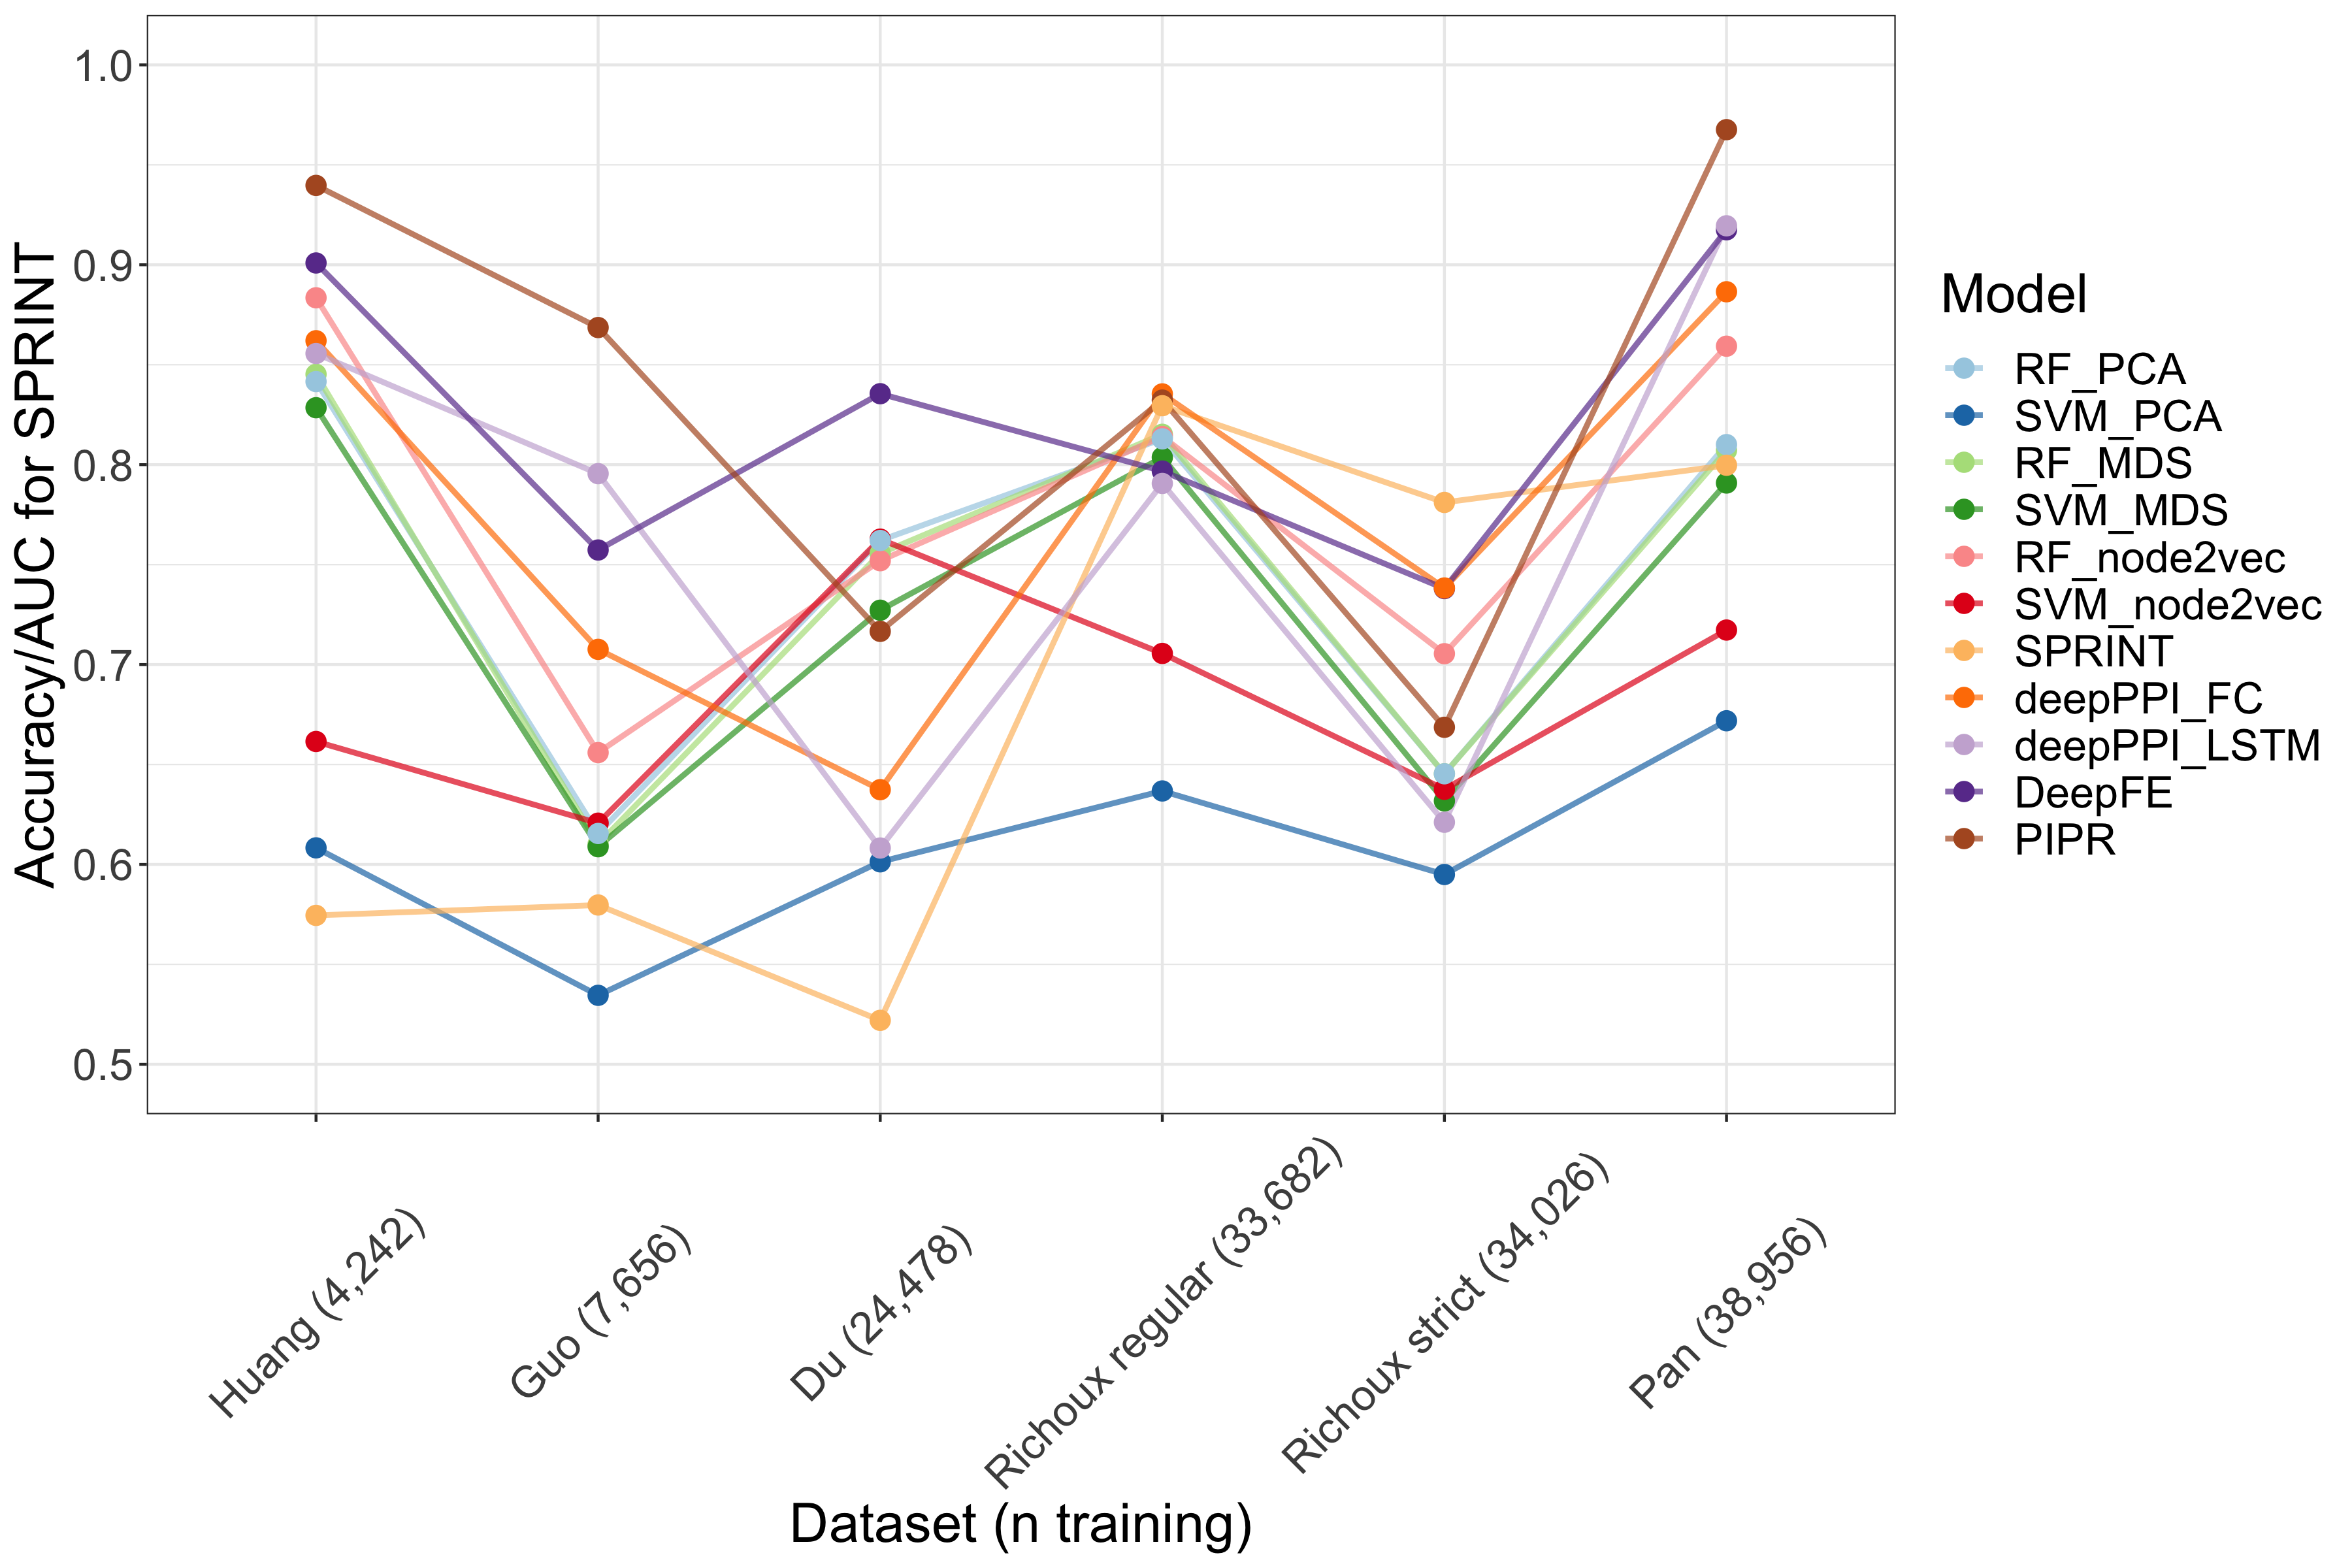 Accuracy/AUC for SPRINT
1.0
0.9
0.8
0.7
0.6
0.5
Huang (4,242)
Guo (7,656)
Du (24,478)
Richoux regular (33,682)
Richoux strict (34,026)
Pan (38,956)
Dataset (n training)
Model
RF_PCA
SVM_PCA
RF_MDS
SVM_MDS
RF_node2vec
SVM_node2vec
SPRINT
deepPPI_FC
deepPPI_LSTM
DeepFE
PIPR